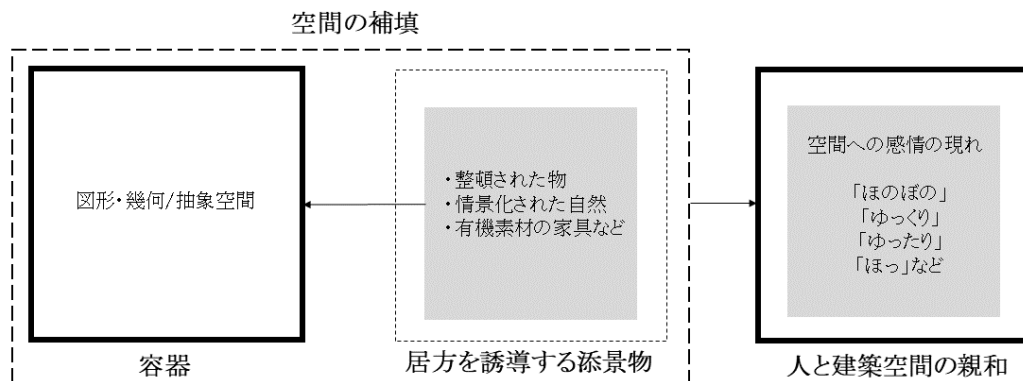 空間の補填
図形・幾何/抽象空間
・整頓された物
・情景化された自然
・有機素材の家具など
空間への感情の現れ
「ほのぼの」
「ゆっくり」
「ゆったり」
「ほっ」など
容器
居方を誘導する添景物
人と建築空間の親和